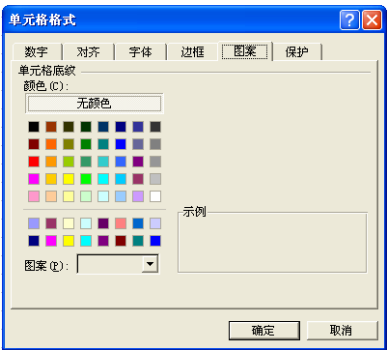 单元格格式
数字 对齐 字体 边框 图案 保护
单元格底纹
颜色(C):
无颜色
示例
图案(P):
确定 取消